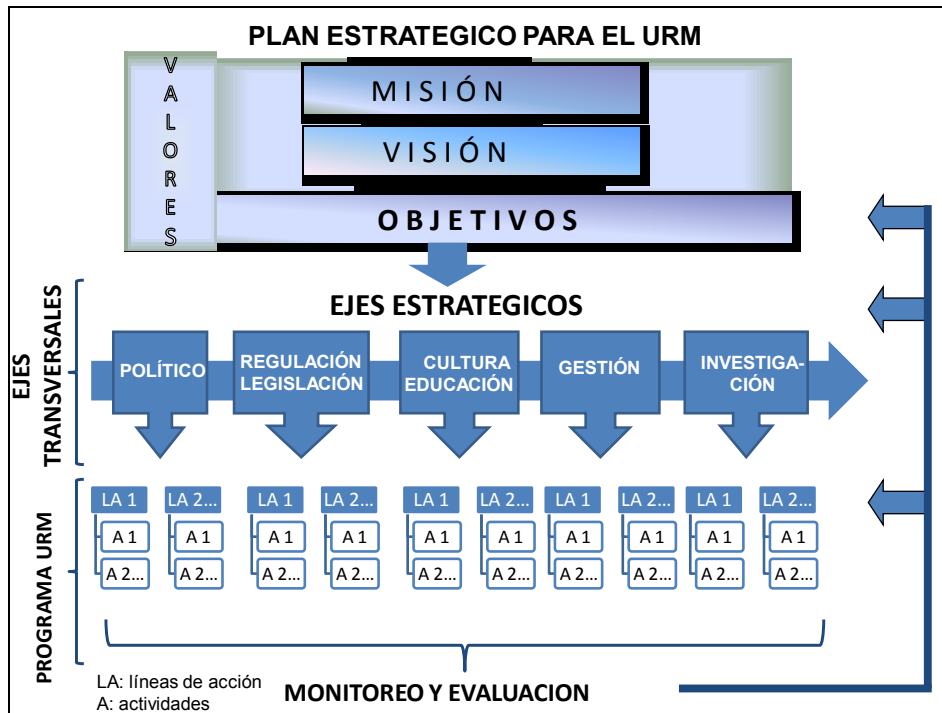 PLAN ESTRATEGICO PARA EL URM
VALORES
MISIÓN
VISIÓN
OBJETIVOS
EJES TRANSVERSALES
EJES ESTRATEGICOS
POLÍTICO
REGULACIÓN
LEGISLACIÓN
CULTURA
EDUCACIÓN
GESTIÓN
INVESTIGA-
CIÓN
PROGRAMA URM
LA 1 LA 2... LA 1 LA 2... LA 1 LA 2... LA 1 LA 2... LA 1 LA 2...
A 1 A 1 A 1 A 1 A 1 A 1 A 1 A 1 A 1 A 1
A 2... A 2... A 2... A 2... A 2... A 2... A 2... A 2... A 2... A 2...
LA: líneas de acción
A: actividades
MONITOREO Y EVALUACION